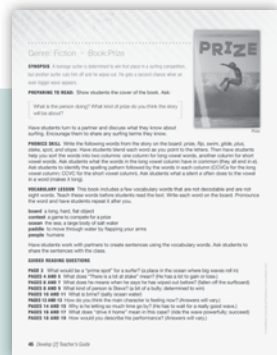 Genre: Fiction • Book: Prize
PRIZE
SYNOPSIS A teenage surfer is determined to win first place in a surfing competition,
but another surfer cuts him off and he wipes out. He gets a second chance when an
even bigger wave appears.
PREPARING TO READ: Show students the cover of the book. Ask:
What is the person doing? What kind of prize do you think the story
will be about?
Prize
Have students turn to a partner and discuss what they know about
surfing. Encourage them to share any surfing terms they know.
PHONICS SKILL Write the following words from the story on the board: prize, flip, swim, glide, plus,
stake, spot, and slope. Have students blend each word as you point to the letters. Then have students
help you sort the words into two columns: one column for long vowel words, another column for short
vowel words. Ask students what the words in the long vowel column have in common (they all end in e).
Ask students to identify the spelling pattern followed by the words in each column (CCVCe for the long
vowel column; CCVC for the short vowel column). Ask students what a silent e often does to the vowel
in a word (makes it long).
VOCABULARY LESSON This book includes a few vocabulary words that are not decodable and are not
sight words. Teach these words before students read the text. Write each word on the board. Pronounce
the word and have students repeat it after you.
board a long, hard, flat object
contest a game to compete for a prize
ocean the sea; a large body of salt water
paddle to move through water by flapping your arms
people humans
Have students work with partners to create sentences using the vocabulary words. Ask students to
share the sentences with the class.
GUIDED READING QUESTIONS
PAGE 3 What would be a "prime spot" for a surfer? (a place in the ocean where big waves roll in)
PAGES 4 AND 5 What does "There is a lot at stake" mean? (He has a lot to gain or lose.)
PAGES 6 AND 7 What does he mean when he says he has wiped out before? (fallen off the surfboard)
PAGES 8 AND 9 What kind of person is Steve? (a bit of a bully; determined to win)
PAGES 10 AND 11 What is brine? (salty ocean water)
PAGES 12 AND 13 How do you think the main character is feeling now? (Answers will vary.)
PAGES 14 AND 15 Why is he letting so much time go by? (He has to wait for a really good wave.)
PAGES 16 AND 17 What does "drive it home" mean in this case? (ride the wave powerfully; succeed)
PAGES 18 AND 19 How would you describe his performance? (Answers will vary.)
46 Develop [2] Teacher's Guide